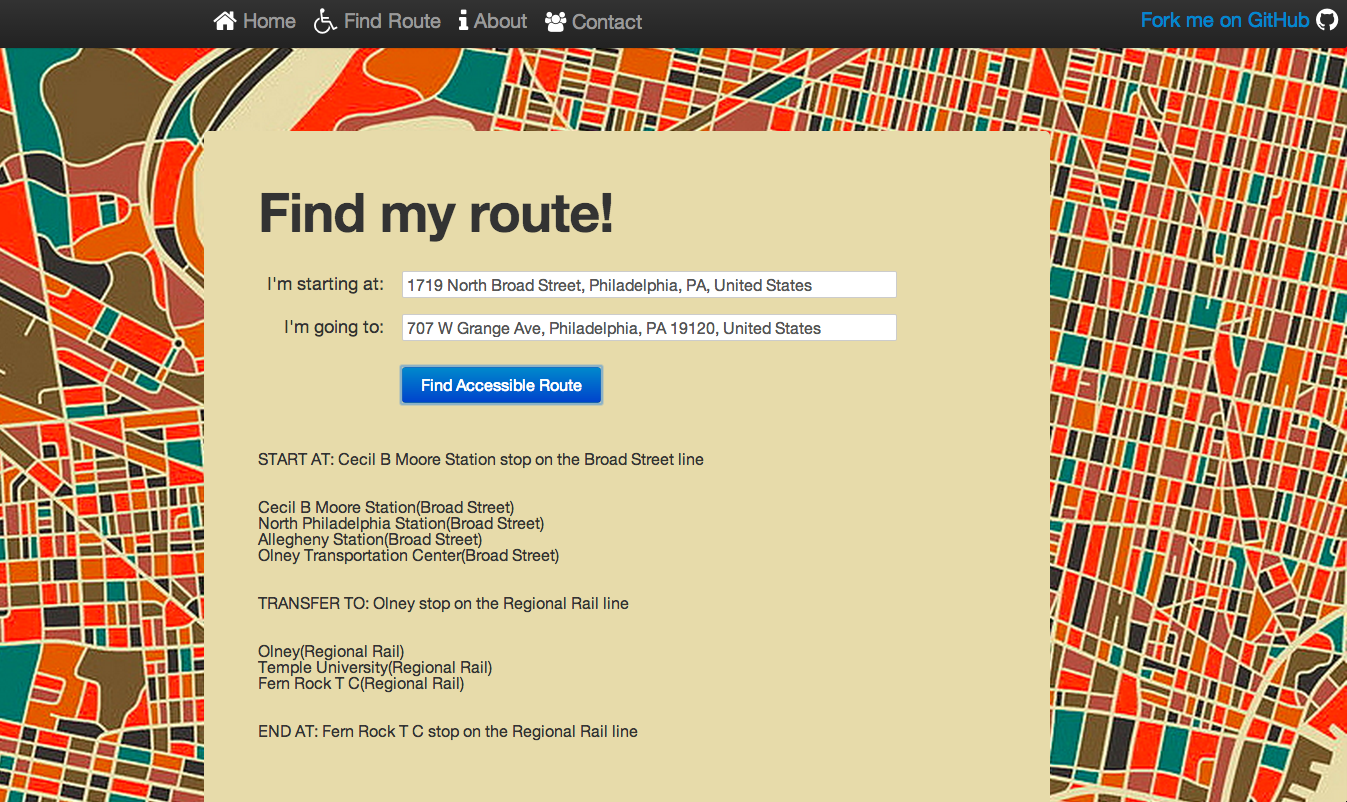 Home Find Route About Contact Fork me on GitHub
Find my route!
I'm starting at: 1719 North Broad Street, Philadelphia, PA, United States
I'm going to: 707 W Grange Ave, Philadelphia, PA 19120, United States
Find Accessible Route
START AT: Cecil B Moore Station stop on the Broad Street line
Cecil B Moore Station(Broad Street)
North Philadelphia Station(Broad Street)
Allegheny Station(Broad Street)
Olney Transportation Center(Broad Street)
TRANSFER TO: Olney stop on the Regional Rail line
Olney(Regional Rail)
Temple University(Regional Rail)
Fern Rock T C(Regional Rail)
END AT: Fern Rock T C stop on the Regional Rail line